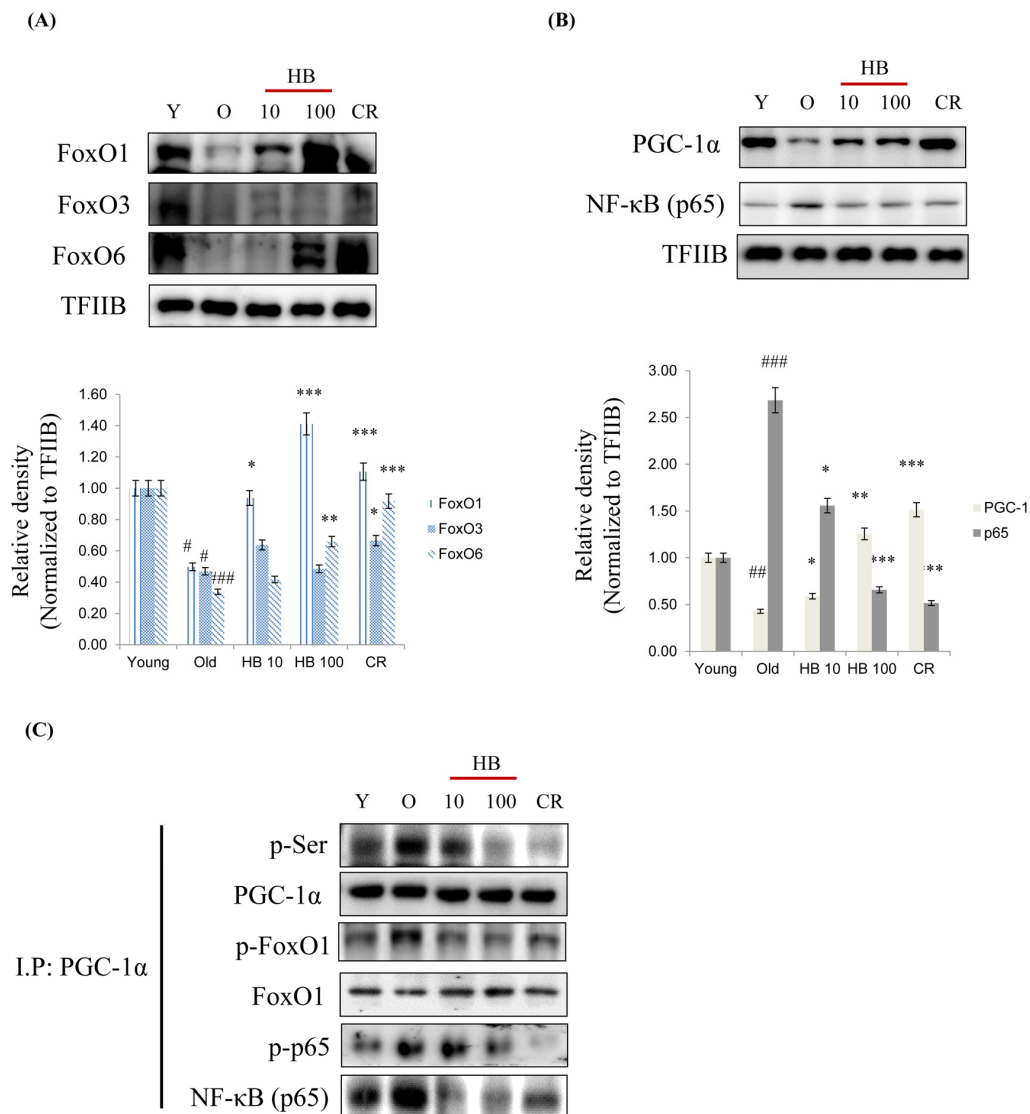 (A)
HB
Y O 10 100 CR
FoxO1
FoxO3
FoxO6
TFIIB
Relative density
(Normalized to TFIIB)
1.60
1.40
1.20
1.00
0.80
0.60
0.40
0.20
0.00
# # ###
*
*** **
*** * ***
Young Old HB 10 HB 100 CR
FoxO1
FoxO3
FoxO6
(B)
HB
Y O 10 100 CR
PGC-1α
NF-κB (p65)
TFIIB
Relative density
(Normalized to TFIIB)
3.00
2.50
2.00
1.50
1.00
0.50
0.00
## ###
* *
** ***
*** ***
Young Old HB 10 HB 100 CR
PGC-1
p65
(C)
HB
Y O 10 100 CR
I.P: PGC-1α
p-Ser
PGC-1α
p-FoxO1
FoxO1
p-p65
NF-κB (p65)